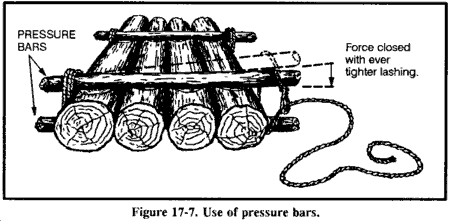 PRESSURE
BARS
Force closed
with ever
tighter lashing.
Figure 17-7. Use of pressure bars.